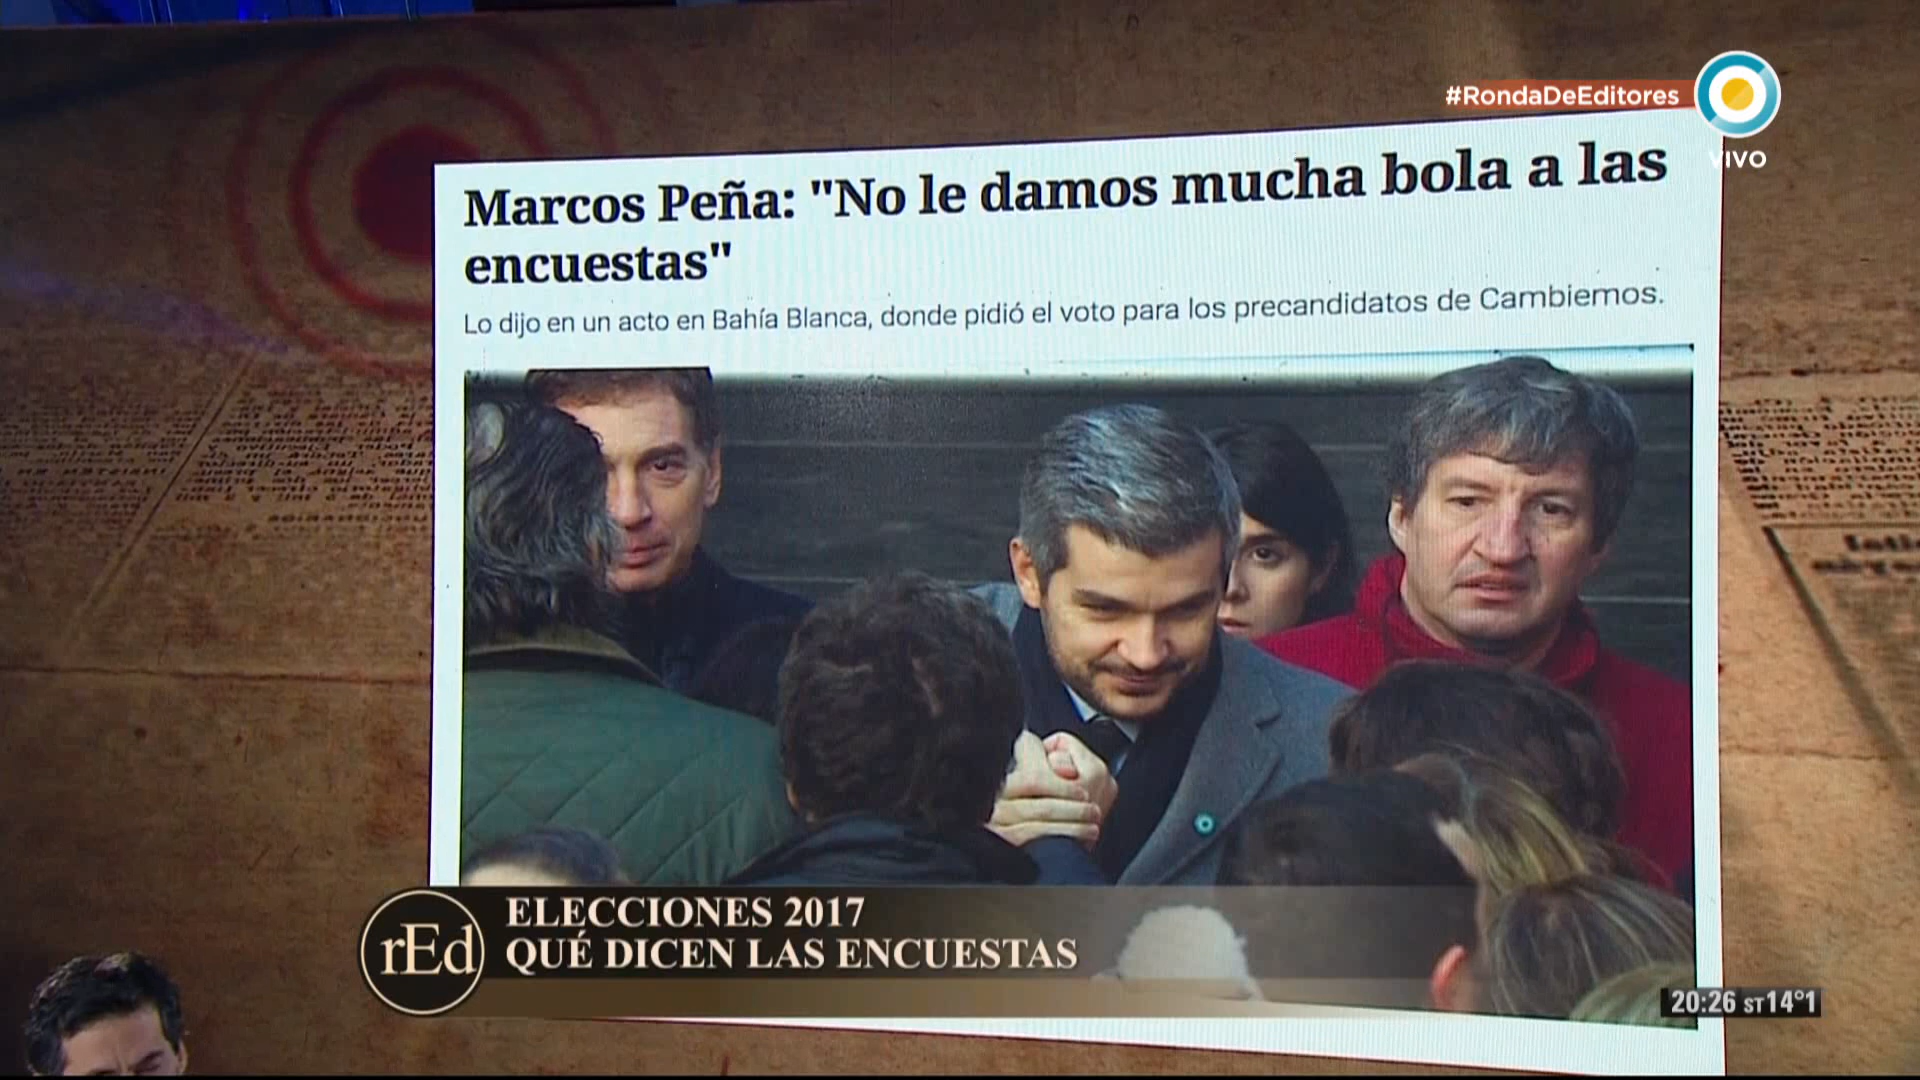 #RondaDeEditores
VIVO
Marcos Peña: "No le damos mucha bola a las
encuestas"
Lo dijo en un acto en Bahía Blanca, donde pidió el voto para los precandidatos de Cambiemos.
rEd
ELECCIONES 2017
QUÉ DICEN LAS ENCUESTAS
20:26 ST14°1